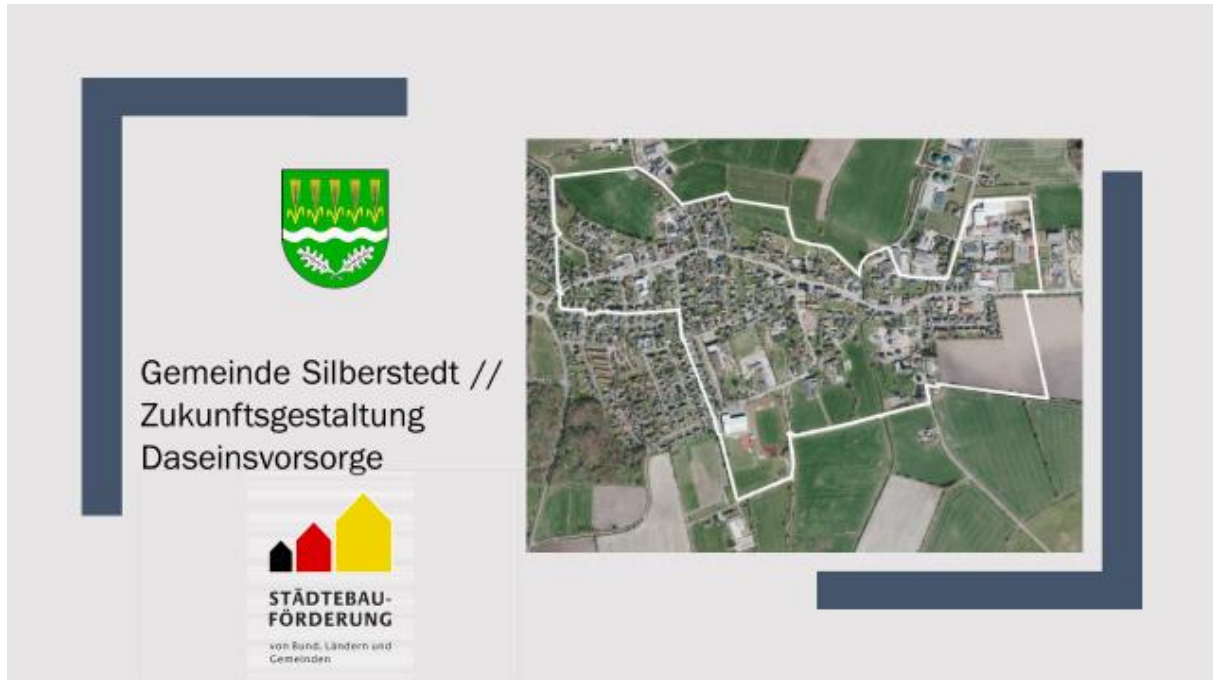 Gemeinde Silberstedt //
Zukunftsgestaltung
Daseinsvorsorge
STÄDTEBAU-
FÖRDERUNG
von Bund, Ländern und
Gemeinden